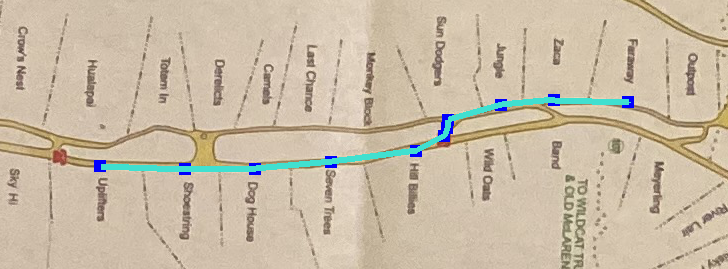 Crow's Nest
Hualapai
Totem In
Derelicts
Camels
Last Chance
Monkey Block
Sun Dodgers
Jungle
Zaca
Faraway
Outpost
Sky Hi
Uplifters
Shoestring
Dog House
Seven Trees
Hill Billies
Wild Oats
Band
TO WILDCAT TR
& OLD McLAREN
Meyerling
River Lair